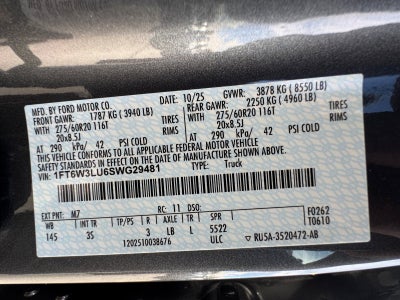 MFD. BY FORD MOTOR CO.
10/25 GVWR: 3878 KG ( 8550 LB)
FRONT GAWR: 1787 KG ( 3940 LB) REAR GAWR: 2250 KG ( 4960 LB)
WITH 275/60R20 116T TIRES WITH 275/60R20 116T TIRES
20x8.5J RIMS 20x8.5J RIMS
AT 290 kPa/ 42 PSI COLD AT 290 kPa/ 42 PSI COLD
THIS VEHICLE CONFORMS TO ALL APPLICABLE FEDERAL MOTOR VEHICLE
SAFETY STANDARDS IN EFFECT ON THE DATE OF MANUFACTURE SHOWN ABOVE.
VIN: 1FT6W3LU6SWG29481 TYPE: Truck
EXT PNT: M7 RC: 11 DSO: F0262
WB INT TR TP/PS R AXLE TR SPR T0610
145 3S 3 LB L 5522
1202510038676 ULC ▽ RU5A-3520472-AB